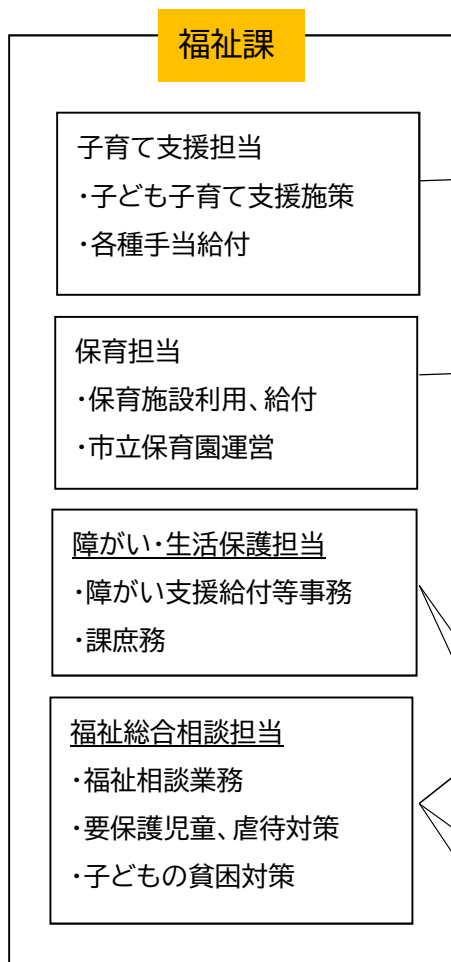 福祉課
子育て支援担当
・子ども子育て支援施策
・各種手当給付
保育担当
・保育施設利用、給付
・市立保育園運営
障がい・生活保護担当
・障がい支援給付等事務
・課庶務
福祉総合相談担当
・福祉相談業務
・要保護児童、虐待対策
・子どもの貧困対策